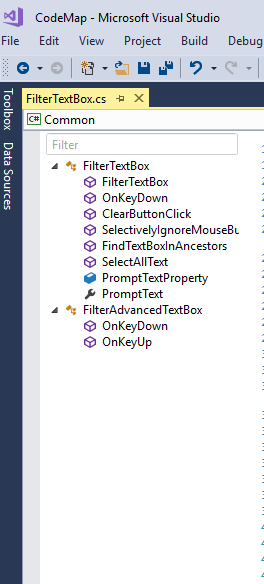 CodeMap - Microsoft Visual Studio
File Edit View Project Build Debug
Toolbox
Data Sources
FilterTextBox.cs
C# Common
Filter
FilterTextBox
FilterTextBox
OnKeyDown
ClearButtonClick
SelectivelyIgnoreMouseBu
FindTextBoxInAncestors
SelectAllText
PromptTextProperty
PromptText
FilterAdvancedTextBox
OnKeyDown
OnKeyUp